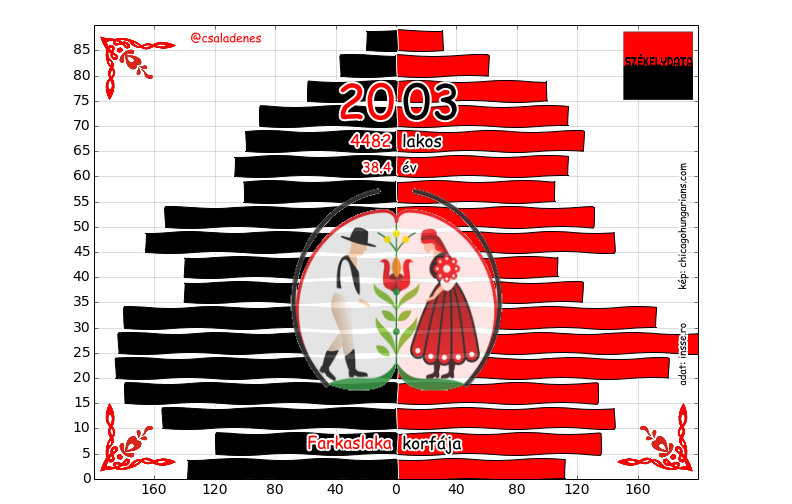 @csaladenes
SZÉKELYDATA
2003
4482 lakos
38.4 év
kép: chicagohungarians.com
adat: insse.ro
Farkaslaka korfája
85
80
75
70
65
60
55
50
45
40
35
30
25
20
15
10
5
0
160 120 80 40 0 40 80 120 160